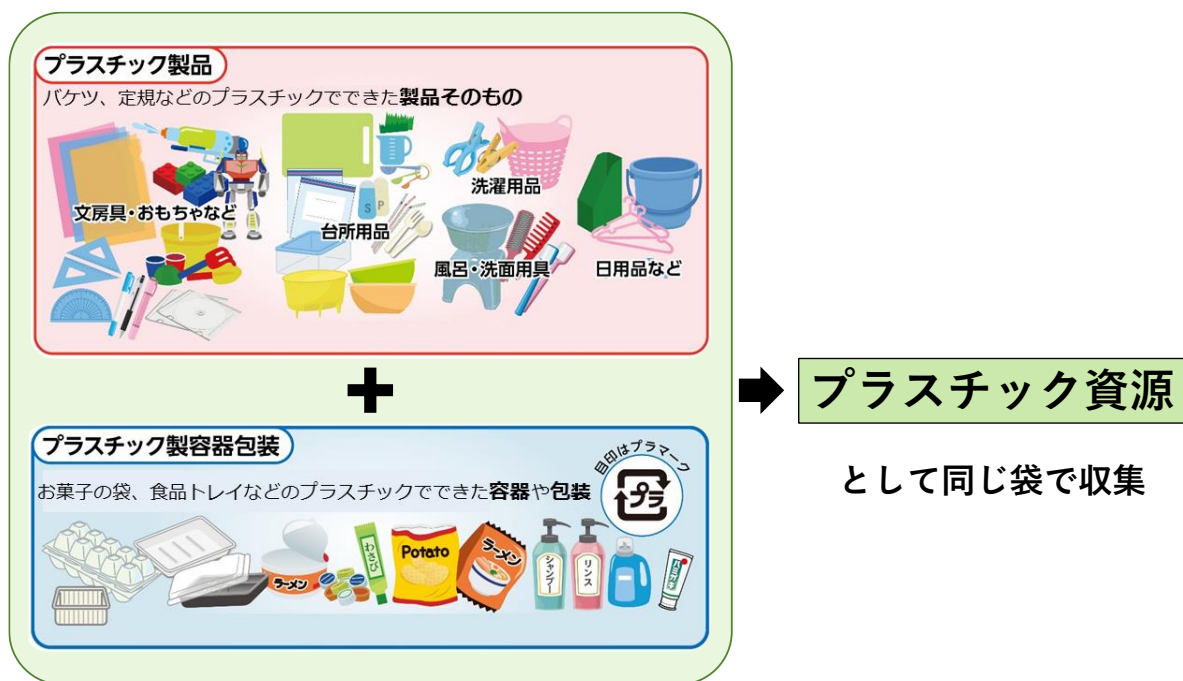 プラスチック製品
バケツ、定規などのプラスチックでできた製品そのもの
文房具・おもちゃなど
S P
台所用品
洗濯用品
風呂・洗面用具
日用品など
プラスチック製容器包装
お菓子の袋、食品トレイなどのプラスチックでできた容器や包装
目印はプラマーク
プラ
ラーメン
わさび
Potato
ラーメン
シャンプー
リンス
ハミガキ
プラスチック資源
として同じ袋で収集